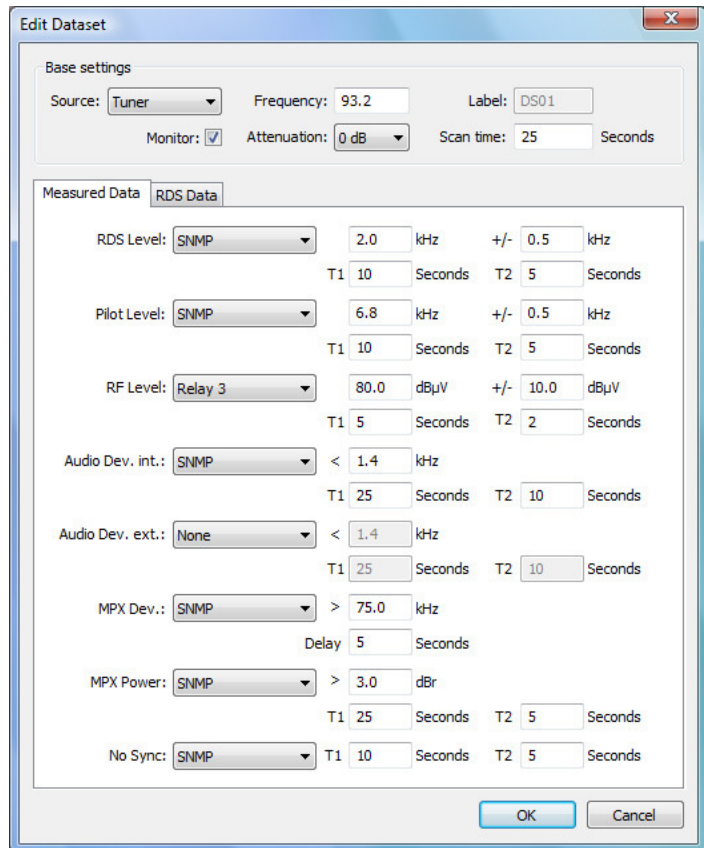 Edit Dataset
Base settings
Source: Tuner Frequency: 93.2 Label: DS01
Monitor: Attenuation: 0 dB Scan time: 25 Seconds
Measured Data RDS Data
RDS Level: SNMP 2.0 kHz +/- 0.5 kHz
T1 10 Seconds T2 5 Seconds
Pilot Level: SNMP 6.8 kHz +/- 0.5 kHz
T1 10 Seconds T2 5 Seconds
RF Level: Relay 3 80.0 dBµV +/- 10.0 dBµV
T1 5 Seconds T2 2 Seconds
Audio Dev. int.: SNMP < 1.4 kHz
T1 25 Seconds T2 10 Seconds
Audio Dev. ext.: None < 1.4 kHz
T1 25 Seconds T2 10 Seconds
MPX Dev.: SNMP > 75.0 kHz
Delay 5 Seconds
MPX Power: SNMP > 3.0 dBr
T1 25 Seconds T2 5 Seconds
No Sync: SNMP T1 10 Seconds T2 5 Seconds
OK Cancel